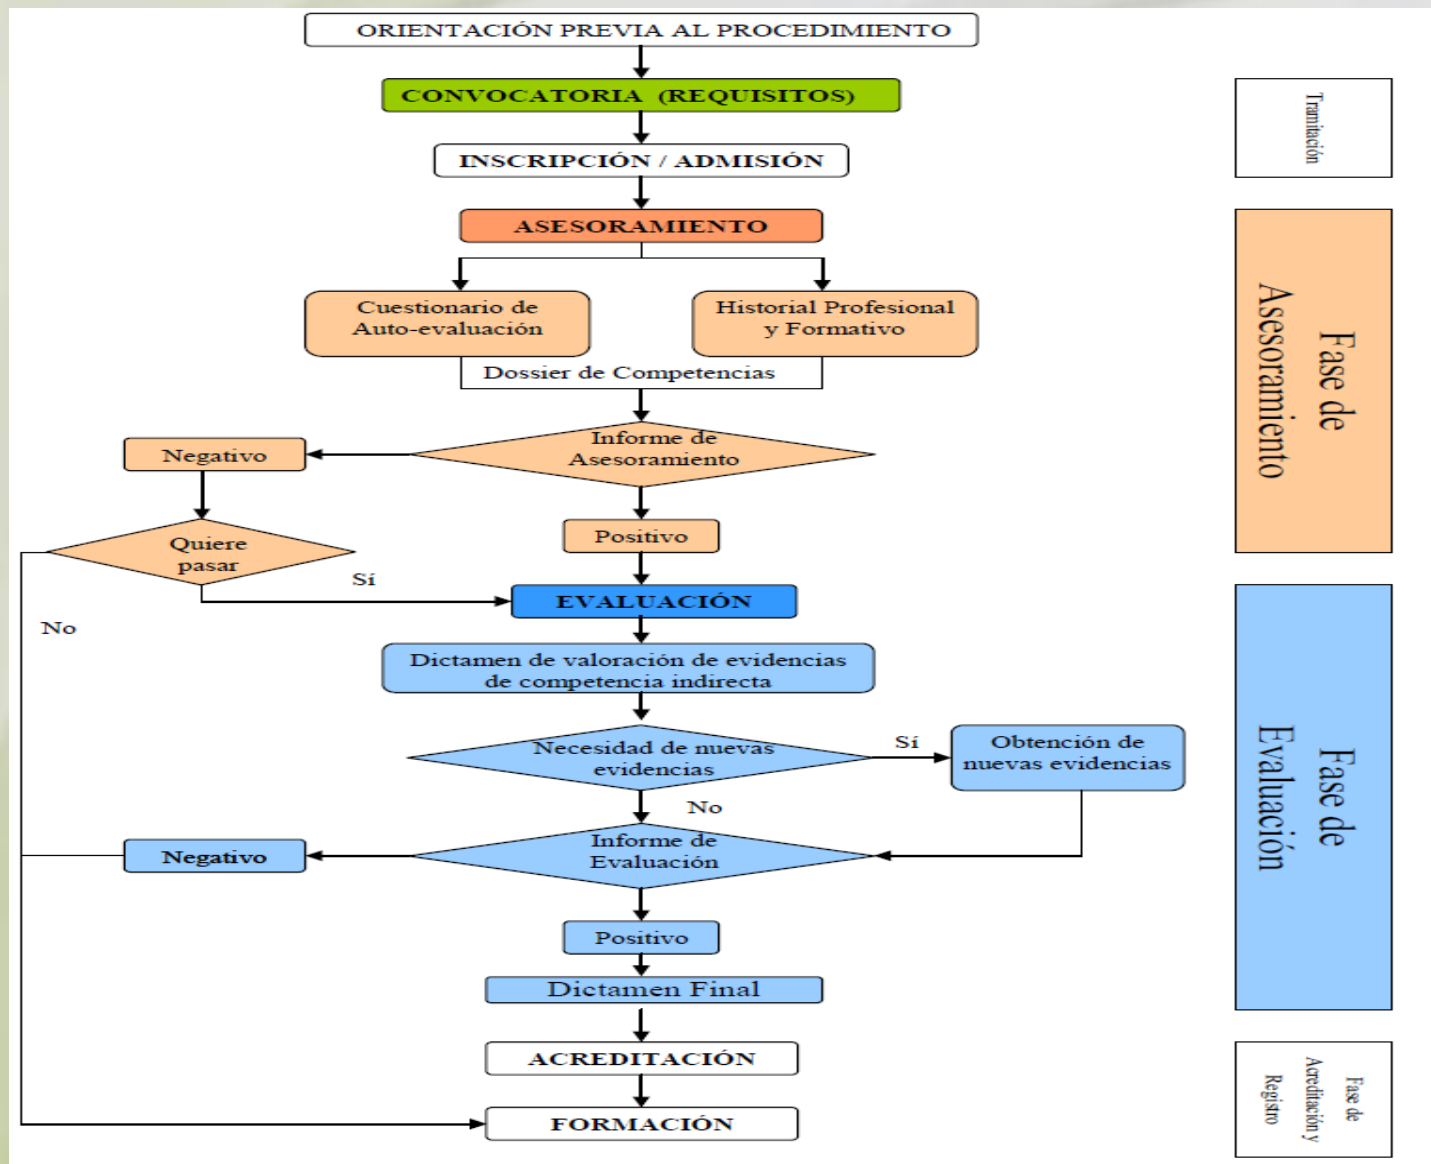 ORIENTACIÓN PREVIA AL PROCEDIMIENTO
CONVOCATORIA (REQUISITOS)
Tramitación
INSCRIPCIÓN / ADMISIÓN
ASESORAMIENTO
Cuestionario de
Auto-evaluación
Historial Profesional
y Formativo
Dossier de Competencias
Fase de
Asesoramiento
Informe de
Asesoramiento
Negativo
Quiere
pasar
Positivo
Sí
No
EVALUACIÓN
Dictamen de valoración de evidencias
de competencia indirecta
Necesidad de nuevas
evidencias
Sí
Obtención de
nuevas evidencias
No
Fase de
Evaluación
Informe de
Evaluación
Negativo
Positivo
Dictamen Final
ACREDITACIÓN
FORMACIÓN
Fase de
Acreditación y
Registro